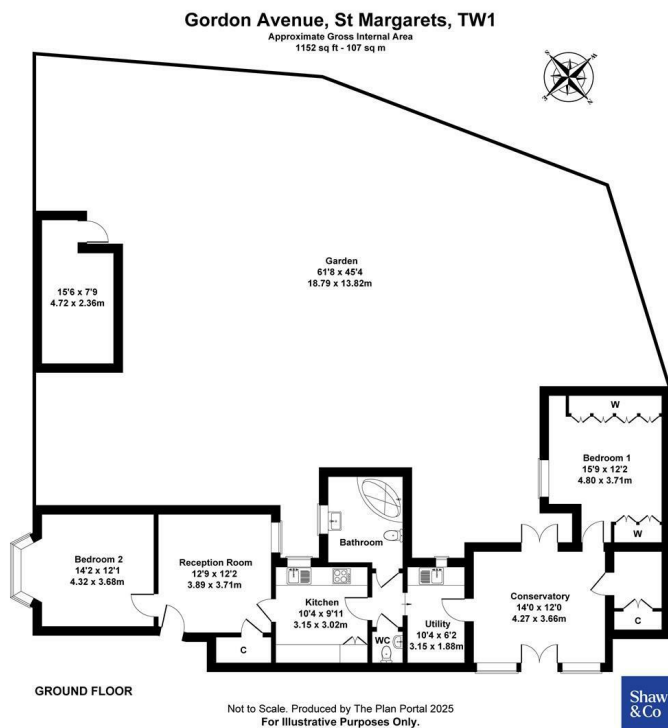 Gordon Avenue, St Margarets, TW1
Approximate Gross Internal Area
1152 sq ft - 107 sq m
N
E
S
W
15'6 x 7'9
4.72 x 2.36m
Garden
61'8 x 45'4
18.79 x 13.82m
W
Bedroom 1
15'9 x 12'2
4.80 x 3.71m
W
Bedroom 2
14'2 x 12'1
4.32 x 3.68m
Reception Room
12'9 x 12'2
3.89 x 3.71m
C
Kitchen
10'4 x 9'11
3.15 x 3.02m
Bathroom
WC
Utility
10'4 x 6'2
3.15 x 1.88m
Conservatory
14'0 x 12'0
4.27 x 3.66m
C
GROUND FLOOR
Not to Scale. Produced by The Plan Portal 2025
For Illustrative Purposes Only.
Shaw
& Co